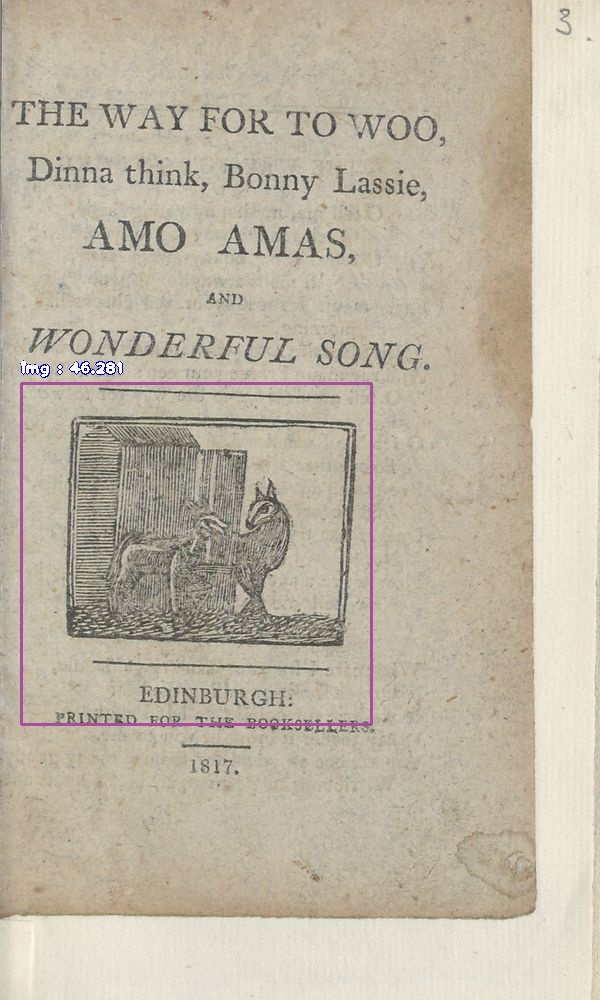 3
THE WAY FOR TO WOO,
Dinna think, Bonny Lassie,
AMO AMAS,
AND
WONDERFUL SONG.
img : 46.281
EDINBURGH:
PRINTED FOR THE BOOKSELLERS.
1817.